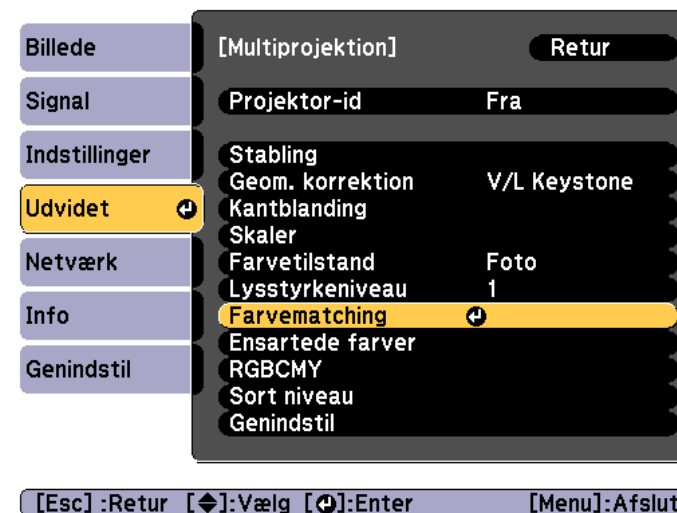 Billede
Signal
Indstillinger
Udvidet
Netværk
Info
Genindstil
[Multiprojektion] Retur
Projektor-id Fra
Stabling
Geom. korrektion V/L Keystone
Kantblanding
Skaler
Farvetilstand Foto
Lysstyrkeniveau 1
Farvematching
Ensartede farver
RGBCMY
Sort niveau
Genindstil
[Esc] :Retur [◆]:Vælg [⏎]:Enter [Menu]:Afslut